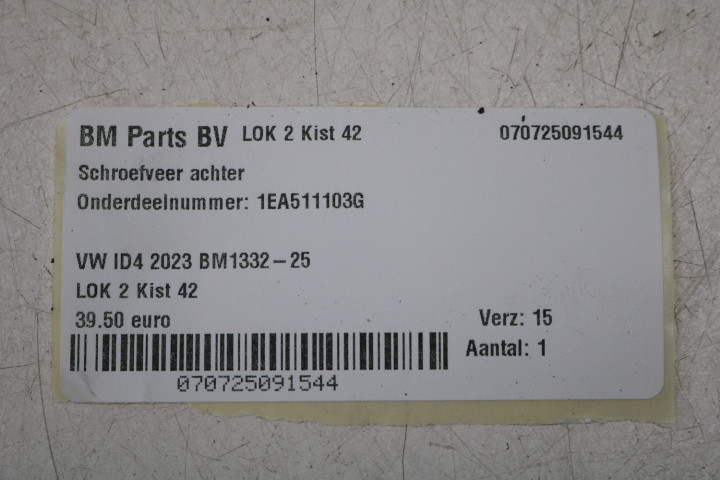 BM Parts BV LOK 2 Kist 42 070725091544
Schroefveer achter
Onderdeelnummer: 1EA511103G
VW ID4 2023 BM1332-25
LOK 2 Kist 42
39.50 euro Verz: 15
Aantal: 1
070725091544